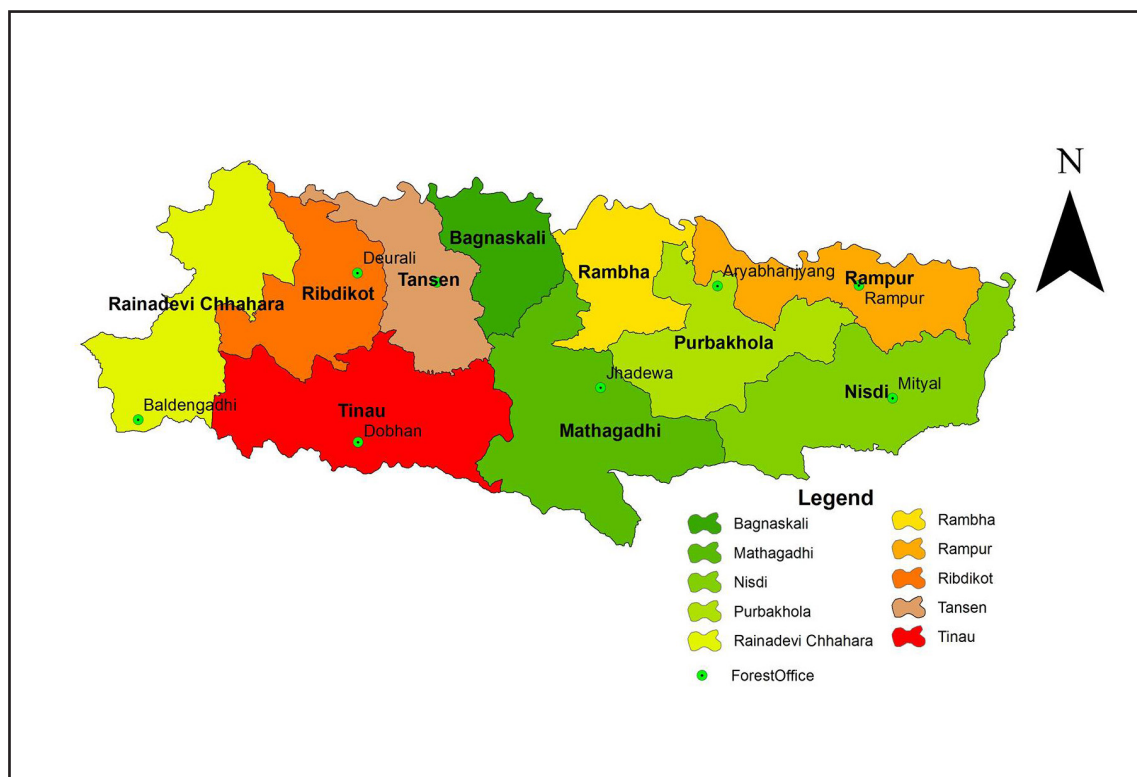 N
Bagnaskali
Deurali
Tansen
Rambha
Aryabhanjyang
Rampur
Rampur
Rainadevi Chhahara
Ribdikot
Purbakhola
Jhadewa
Nisdi
Mityal
Baldengadhi
Tinau
Dobhan
Mathagadhi
Legend
Bagnaskali
Mathagadhi
Nisdi
Purbakhola
Rainadevi Chhahara
ForestOffice
Rambha
Rampur
Ribdikot
Tansen
Tinau